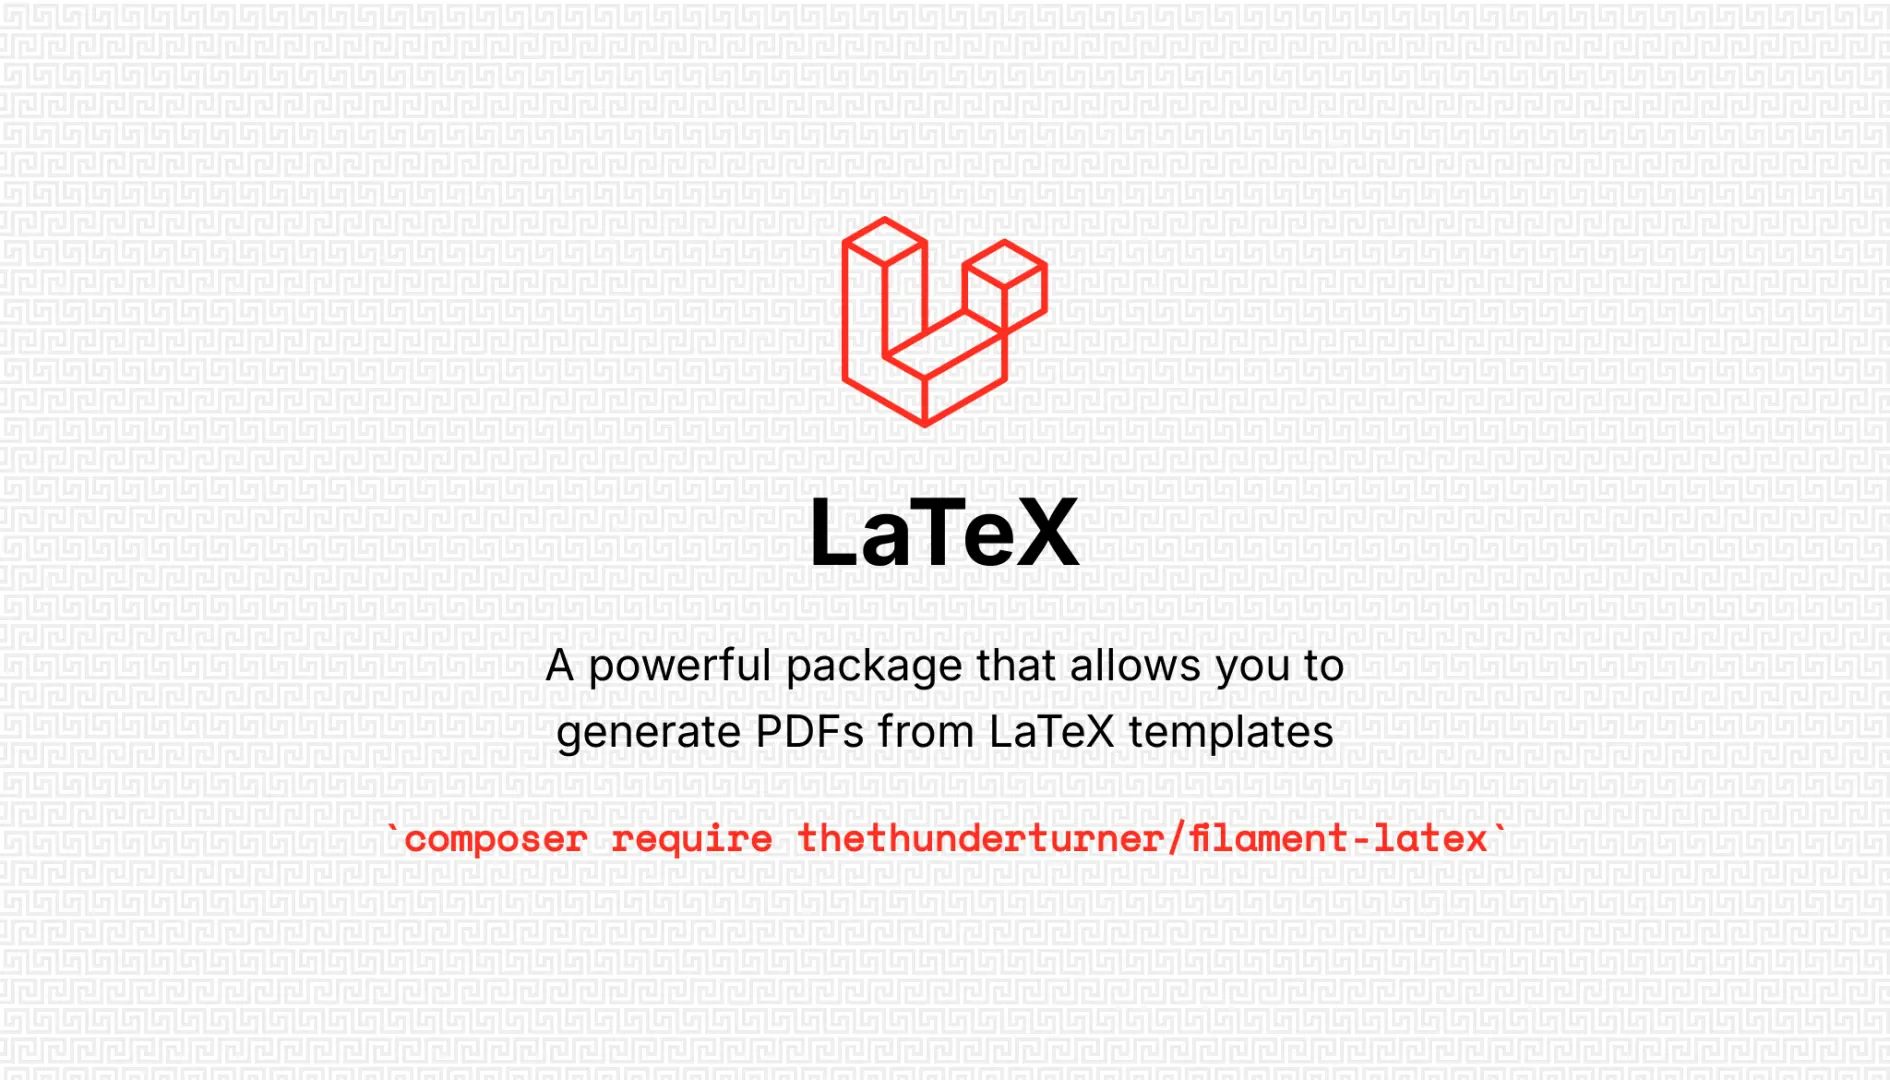 LaTeX
A powerful package that allows you to
generate PDFs from LaTeX templates
`composer require thethunderturner/filament-latex`